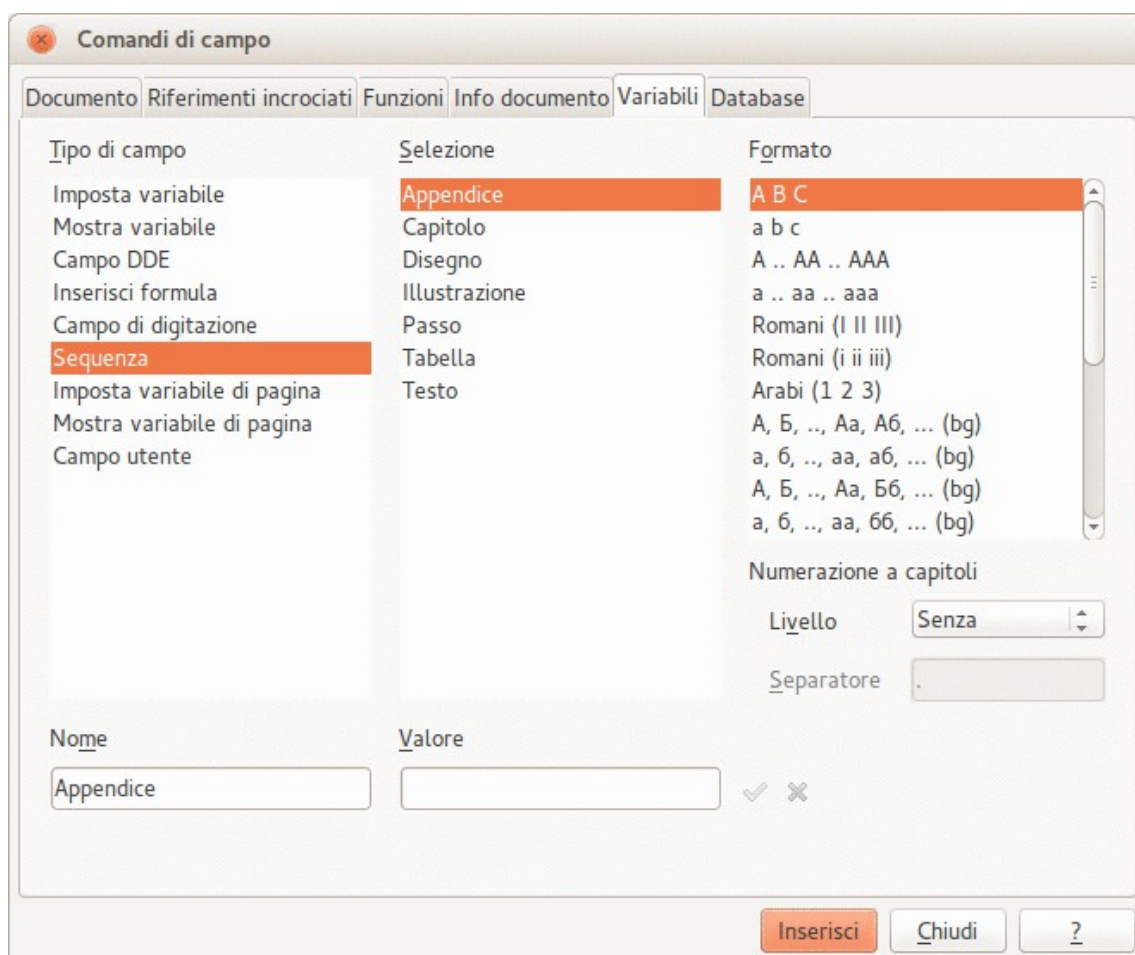 Comandi di campo
Documento Riferimenti incrociati Funzioni Info documento Variabili Database
Tipo di campo
Imposta variabile
Mostra variabile
Campo DDE
Inserisci formula
Campo di digitazione
Sequenza
Imposta variabile di pagina
Mostra variabile di pagina
Campo utente
Selezione
Appendice
Capitolo
Disegno
Illustrazione
Passo
Tabella
Testo
Formato
A B C
a b c
A .. AA .. AAA
a .. aa .. aaa
Romani (I II III)
Romani (i ii iii)
Arabi (1 2 3)
А, Б, .., Аа, Аб, ... (bg)
а, б, .., аа, аб, ... (bg)
А, Б, .., Аа, Бб, ... (bg)
а, б, .., аа, бб, ... (bg)
Numerazione a capitoli
Livello Senza
Separatore .
Nome
Appendice
Valore
Inserisci Chiudi ?